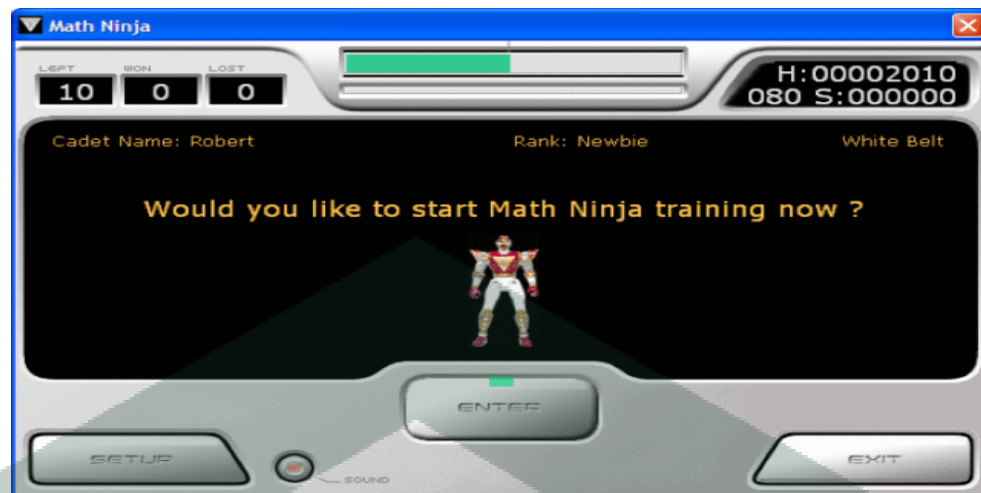 Math Ninja
LEFT WON LOST
10 0 0
H:00002010
080 S:000000
Cadet Name: Robert Rank: Newbie White Belt
Would you like to start Math Ninja training now ?
ENTER
SETUP
SOUND
EXIT